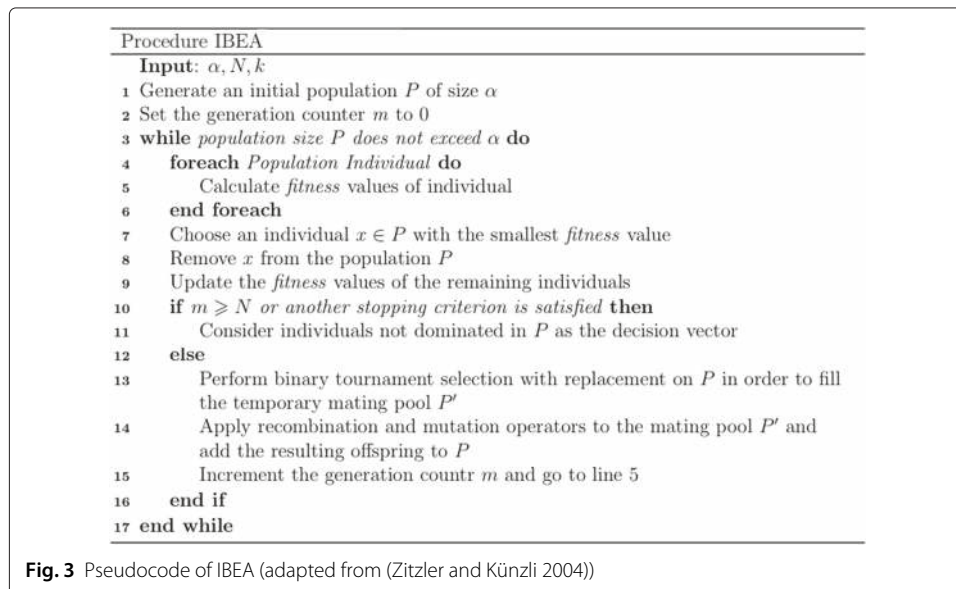 Procedure IBEA
Input: α, N, k
1 Generate an initial population P of size α
2 Set the generation counter m to 0
3 while population size P does not exceed α do
4 foreach Population Individual do
5 Calculate fitness values of individual
6 end foreach
7 Choose an individual x ∈ P with the smallest fitness value
8 Remove x from the population P
9 Update the fitness values of the remaining individuals
10 if m ⩾ N or another stopping criterion is satisfied then
11 Consider individuals not dominated in P as the decision vector
12 else
13 Perform binary tournament selection with replacement on P in order to fill
the temporary mating pool P′
14 Apply recombination and mutation operators to the mating pool P′ and
add the resulting offspring to P
15 Increment the generation countr m and go to line 5
16 end if
17 end while
Fig. 3 Pseudocode of IBEA (adapted from (Zitzler and Künzli 2004))